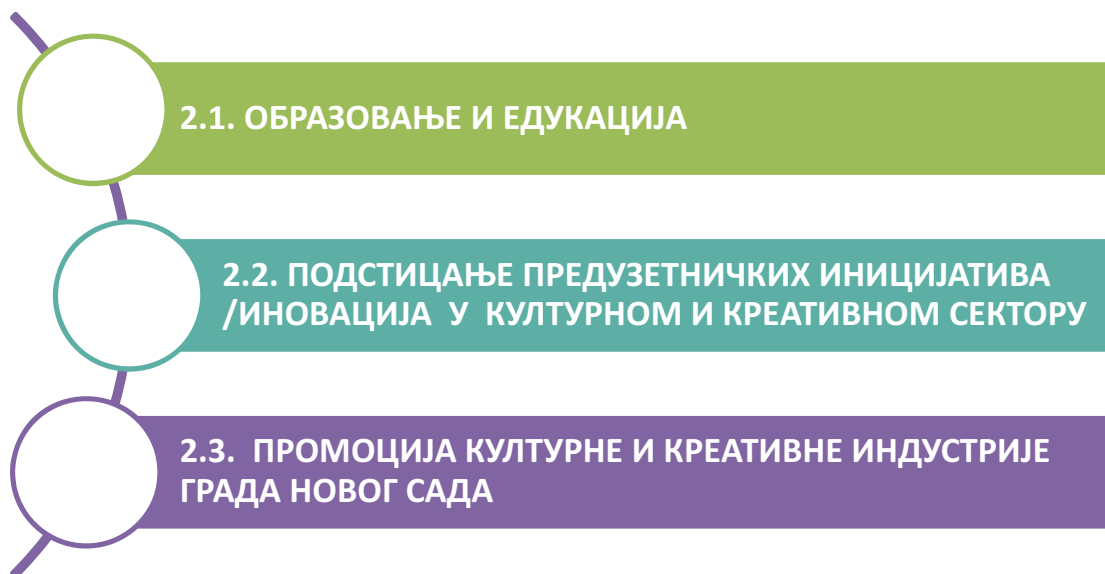 2.1. ОБРАЗОВАЊЕ И ЕДУКАЦИЈА
2.2. ПОДСТИЦАЊЕ ПРЕДУЗЕТНИЧКИХ ИНИЦИЈАТИВА
/ИНОВАЦИЈА У КУЛТУРНОМ И КРЕАТИВНОМ СЕКТОРУ
2.3. ПРОМОЦИЈА КУЛТУРНЕ И КРЕАТИВНЕ ИНДУСТРИЈЕ
ГРАДА НОВОГ САДА